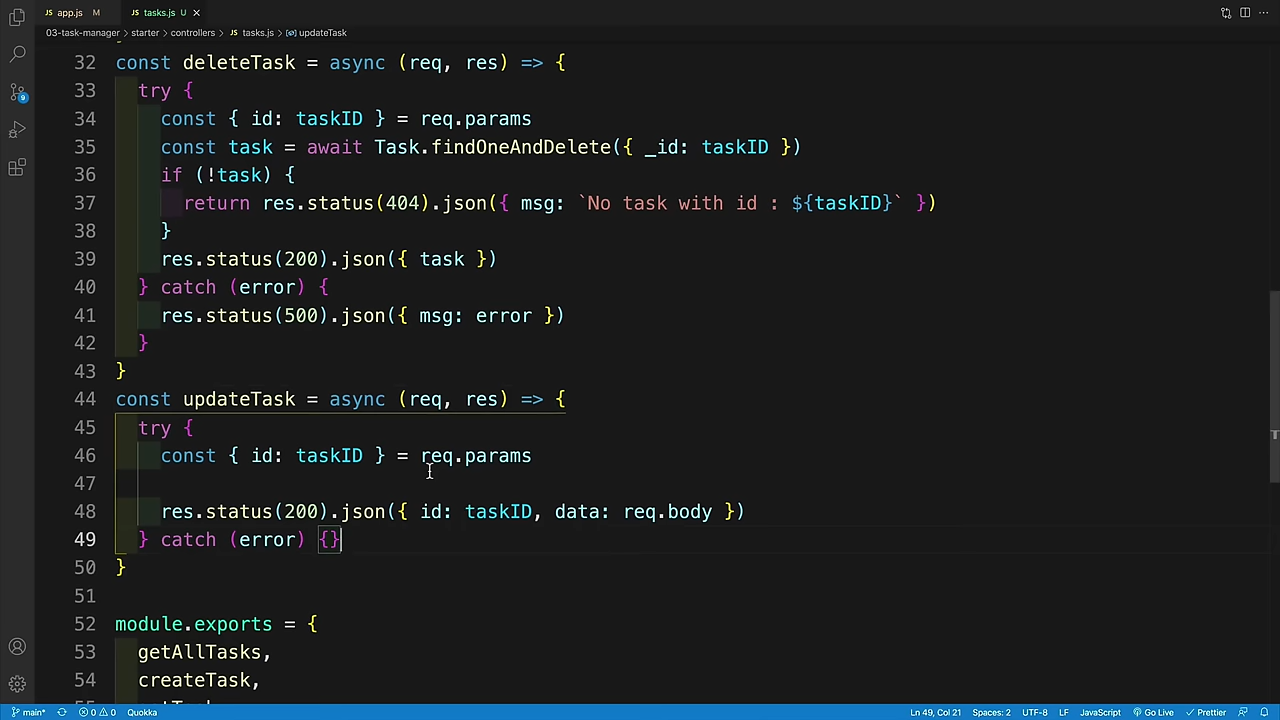 app.js M tasks.js U
03-task-manager starter controllers tasks.js updateTask
32 const deleteTask = async (req, res) => {
33 try {
34 const { id: taskID } = req.params
35 const task = await Task.findOneAndDelete({ _id: taskID })
36 if (!task) {
37 return res.status(404).json({ msg: `No task with id : ${taskID}` })
38 }
39 res.status(200).json({ task })
40 } catch (error) {
41 res.status(500).json({ msg: error })
42 }
43 }
44 const updateTask = async (req, res) => {
45 try {
46 const { id: taskID } = req.params
47
48 res.status(200).json({ id: taskID, data: req.body })
49 } catch (error) {}
50 }
51
52 module.exports = {
53 getAllTasks,
54 createTask,
main* 0 0 Quokka Ln 49, Col 21 Spaces: 2 UTF-8 LF JavaScript Go Live Prettier